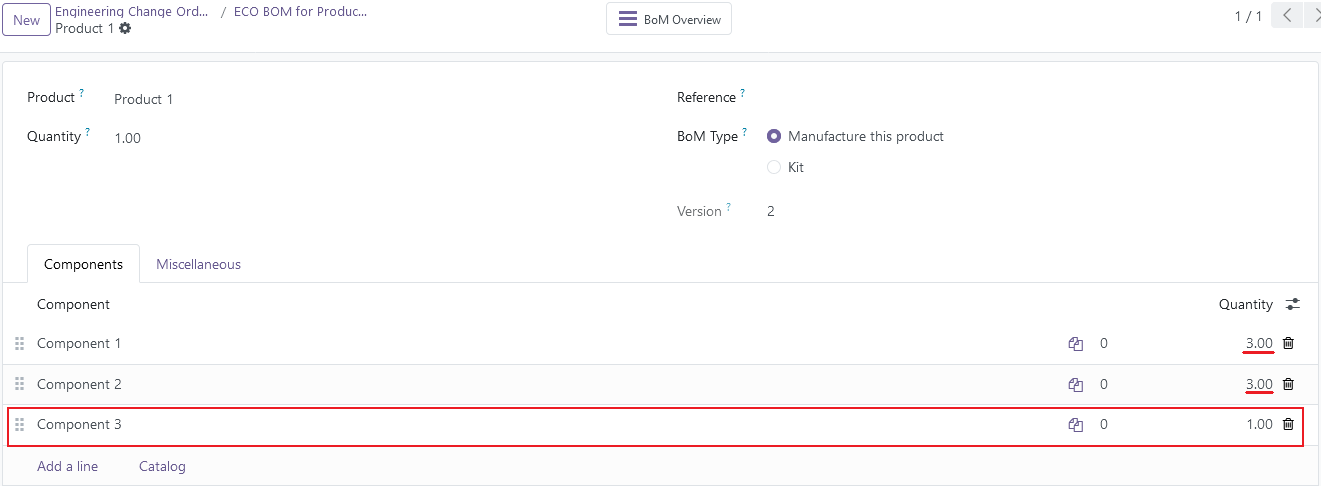 New
Engineering Change Ord... / ECO BOM for Produc...
Product 1
BoM Overview
1 / 1
Product ? Product 1
Quantity ? 1.00
Reference ?
BoM Type ? Manufacture this product
Kit
Version ? 2
Components Miscellaneous
Component Quantity
Component 1 0 3.00
Component 2 0 3.00
Component 3 0 1.00
Add a line Catalog